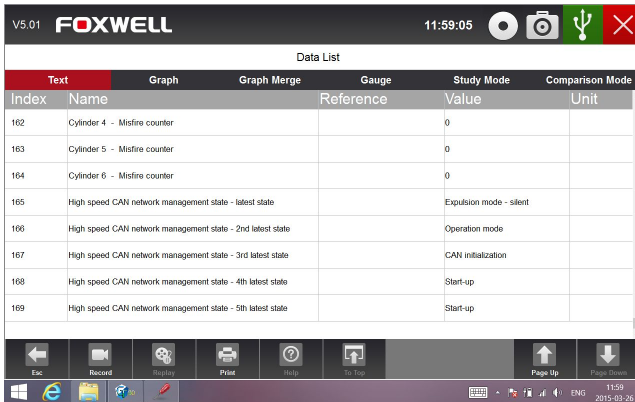 V5.01 FOXWELL 11:59:05
Data List
Text Graph Graph Merge Gauge Study Mode Comparison Mode
Index Name Reference Value Unit
162 Cylinder 4 - Misfire counter 0
163 Cylinder 5 - Misfire counter 0
164 Cylinder 6 - Misfire counter 0
165 High speed CAN network management state - latest state Expulsion mode - silent
166 High speed CAN network management state - 2nd latest state Operation mode
167 High speed CAN network management state - 3rd latest state CAN initialization
168 High speed CAN network management state - 4th latest state Start-up
169 High speed CAN network management state - 5th latest state Start-up
Esc Record Replay Print Help To Top Page Up Page Down
ENG 11:59
2015-03-26